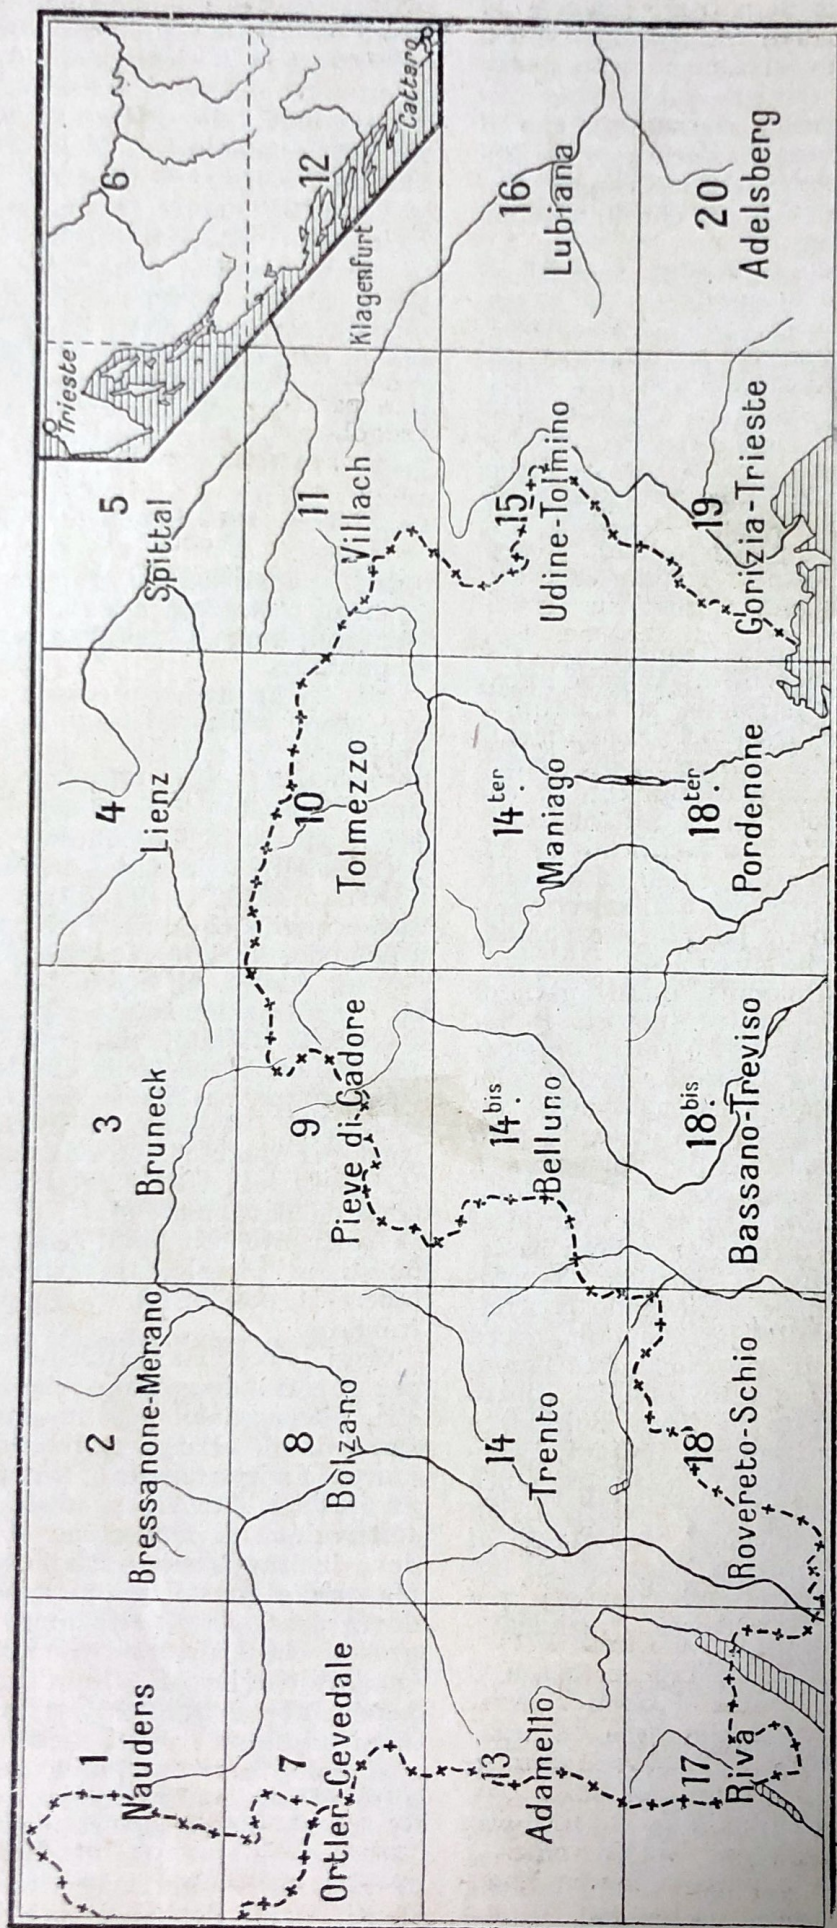 1
Nauders
2
Bressanone-Merano
3
Bruneck
4
Lienz
5
Spittal
Trieste
6
7
Ortler-Cevedale
8
Bolzano
9
Pieve di Cadore
10
Tolmezzo
11
Villach
Klagenfurt
12
Cattaro
13
Adamello
14
Trento
14bis.
Belluno
14ter.
Maniago
15
Udine-Tolmino
16
Lubiana
17
Riva
18
Rovereto-Schio
18bis.
Bassano-Treviso
18ter.
Pordenone
19
Gorizia-Trieste
20
Adelsberg